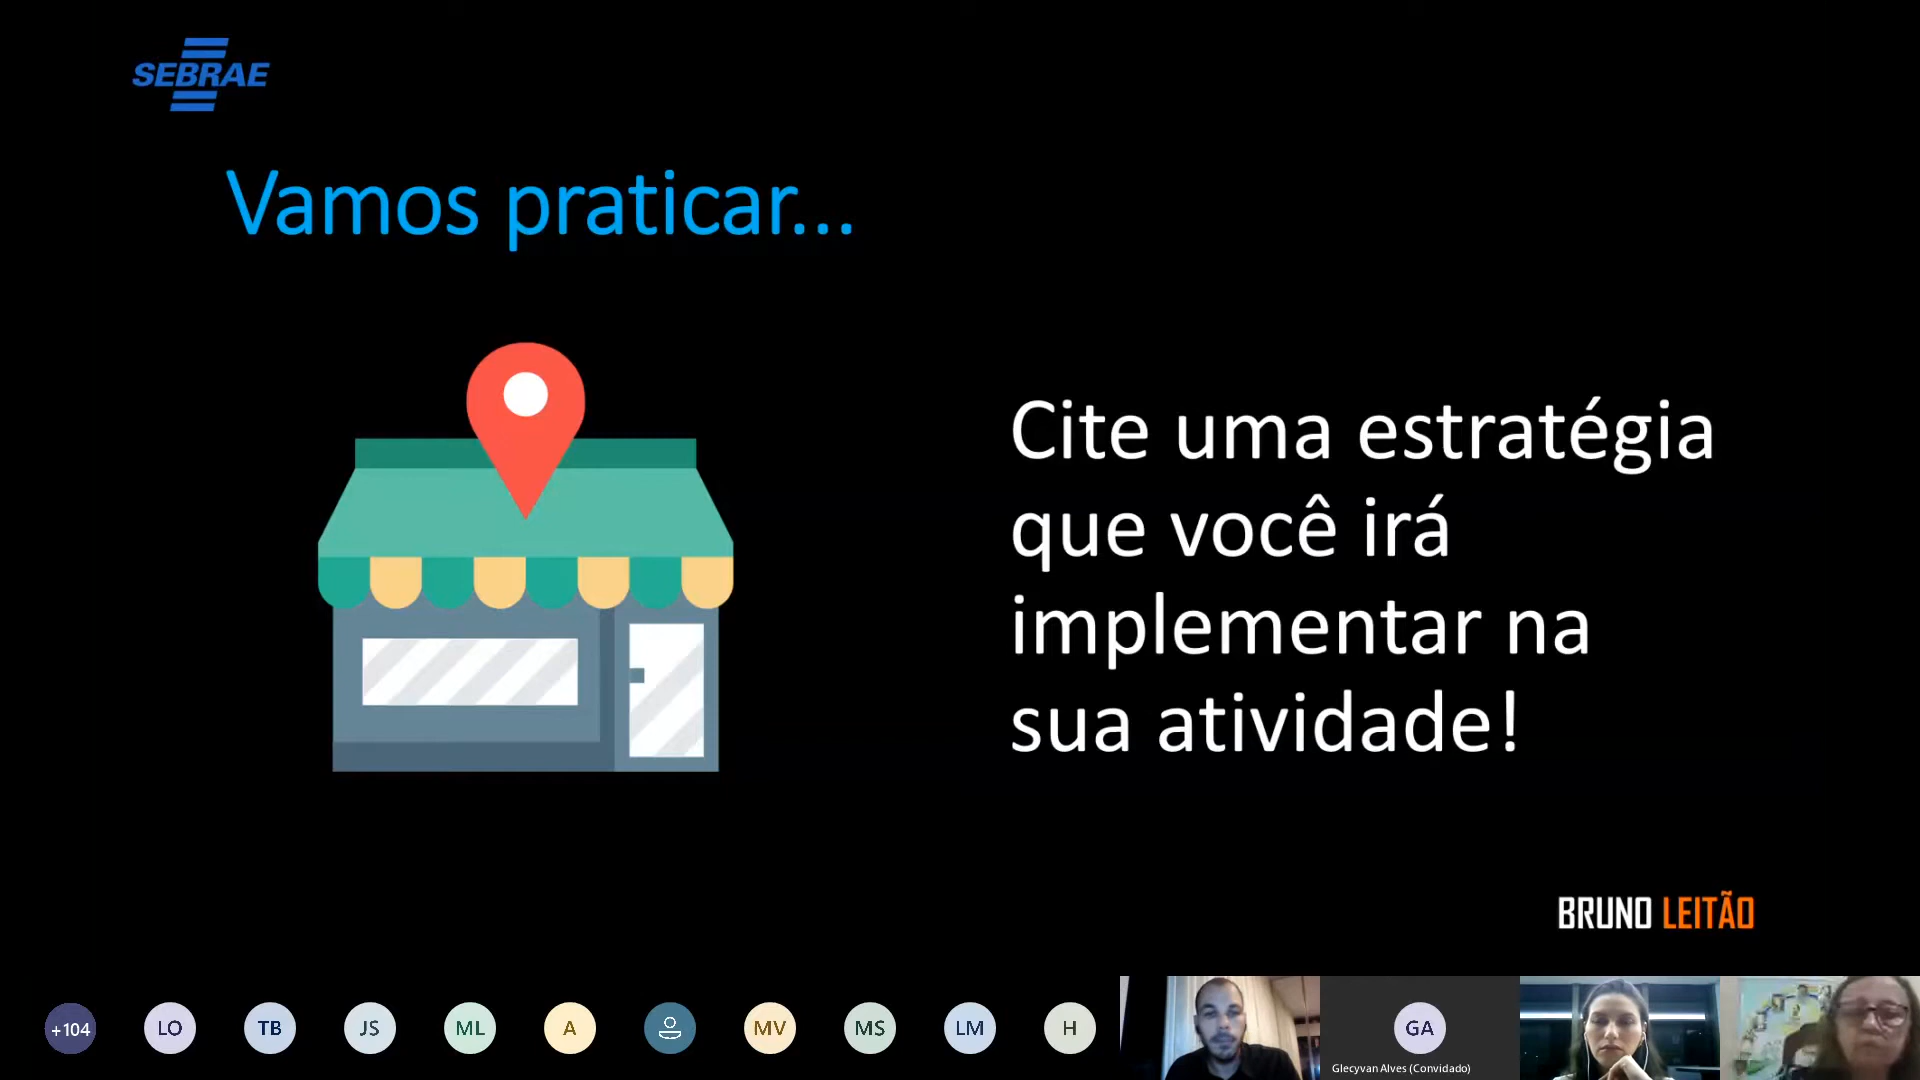 SEBRAE
Vamos praticar...
Cite uma estratégia
que você irá
implementar na
sua atividade!
BRUNO LEITÃO
+104
LO
TB
JS
ML
A
MV
MS
LM
H
GA
Glecyvan Alves (Convidado)